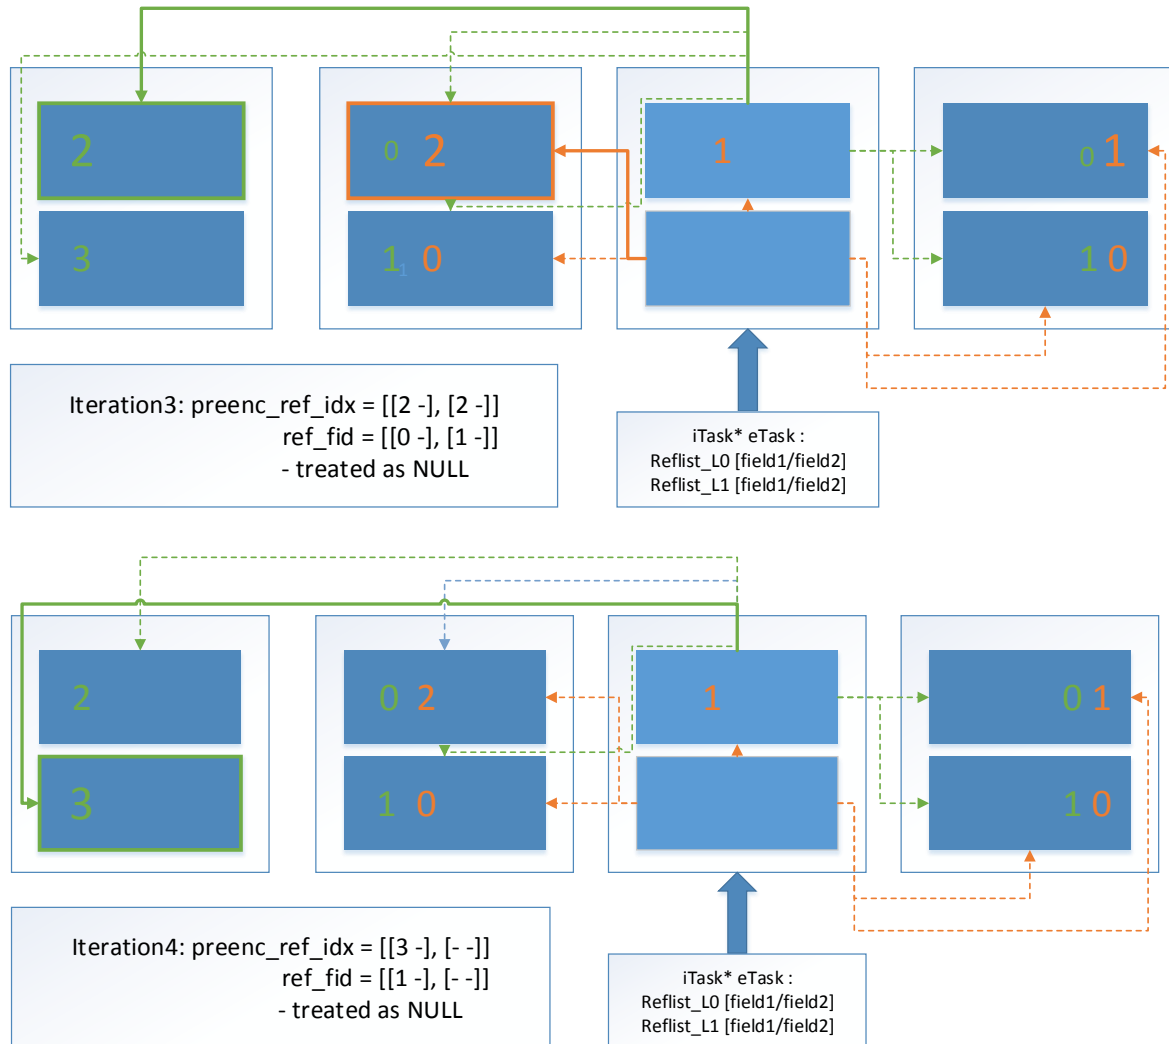 2
0 2
1
0 1
3
1 1 0
1 0
Iteration3: preenc_ref_idx = [[2 -], [2 -]]
ref_fid = [[0 -], [1 -]]
- treated as NULL
iTask* eTask :
Reflist_L0 [field1/field2]
Reflist_L1 [field1/field2]
2
0 2
1
0 1
3
1 0
1 0
Iteration4: preenc_ref_idx = [[3 -], [- -]]
ref_fid = [[1 -], [- -]]
- treated as NULL
iTask* eTask :
Reflist_L0 [field1/field2]
Reflist_L1 [field1/field2]